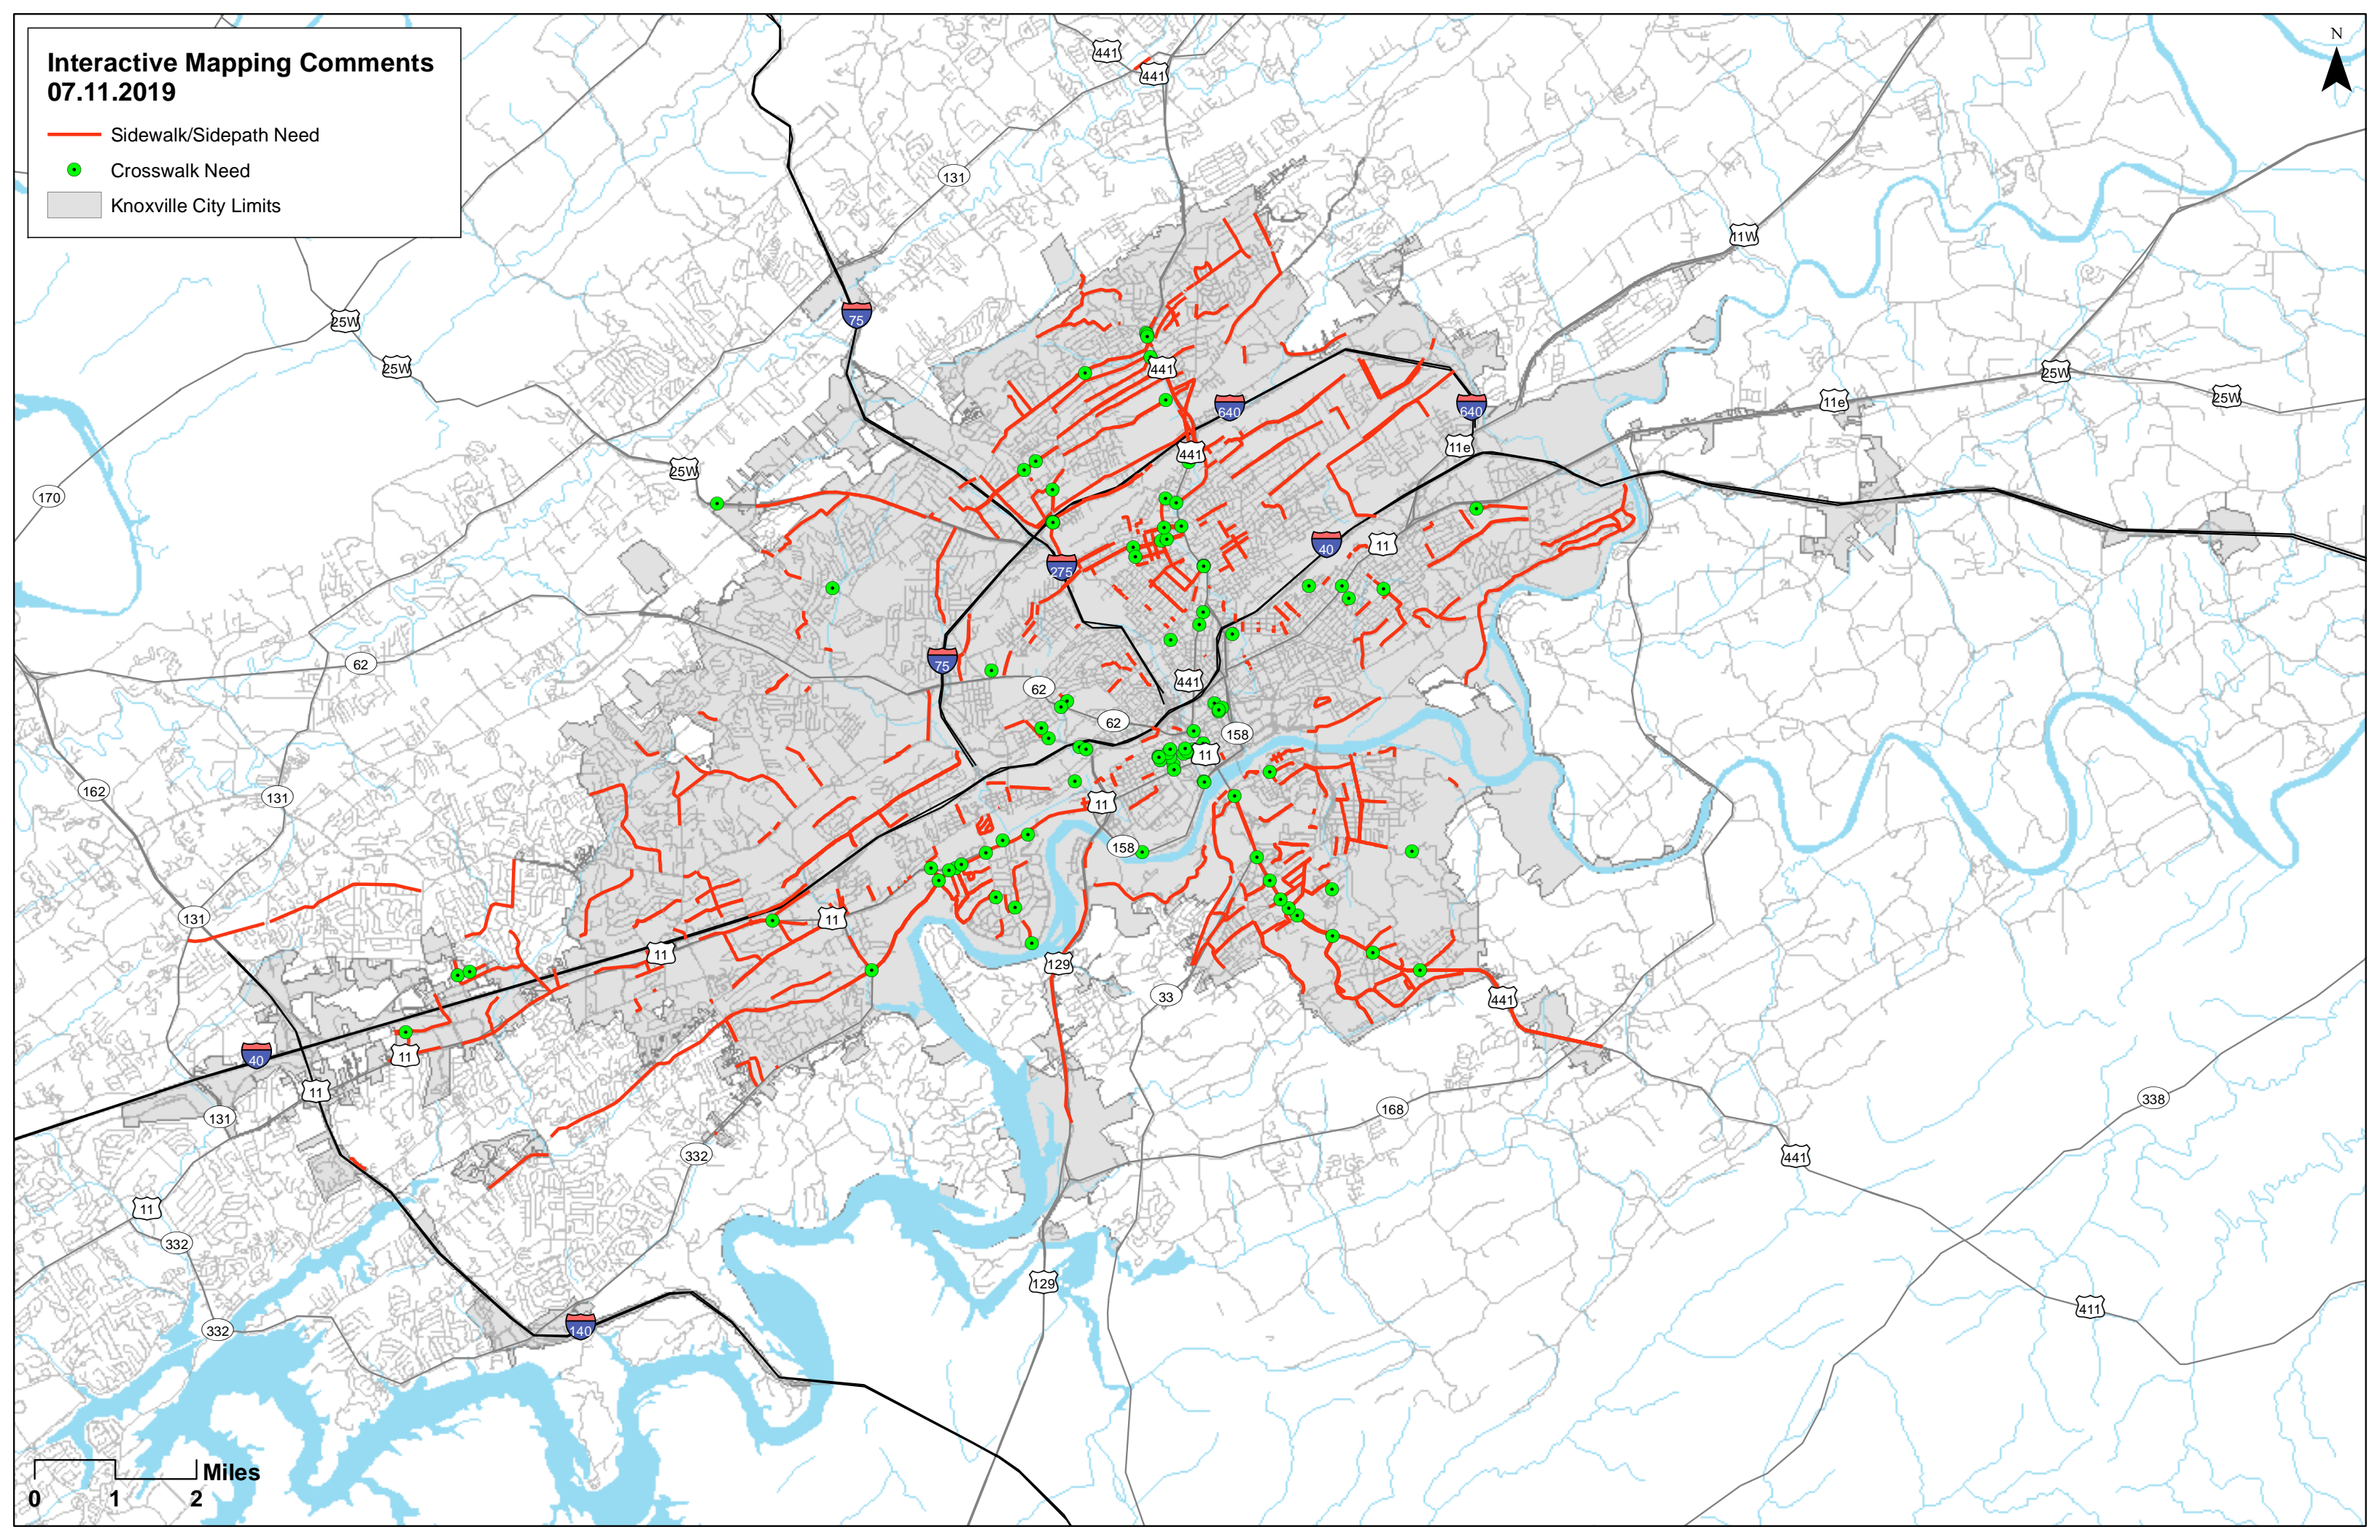 Interactive Mapping Comments
07.11.2019
Sidewalk/Sidepath Need
Crosswalk Need
Knoxville City Limits
N
441
441
131
11W
75
25W
25W
441
25W
11e
25W
640
640
441
11e
25W
170
40
11
275
62
75
62
441
62
158
11
162
131
11
158
131
11
11
129
33
441
40
11
11
131
168
338
332
441
11
332
129
411
332
140
Miles
0 1 2